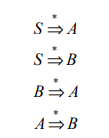 S ⇒* A
S ⇒* B
B ⇒* A
A ⇒* B